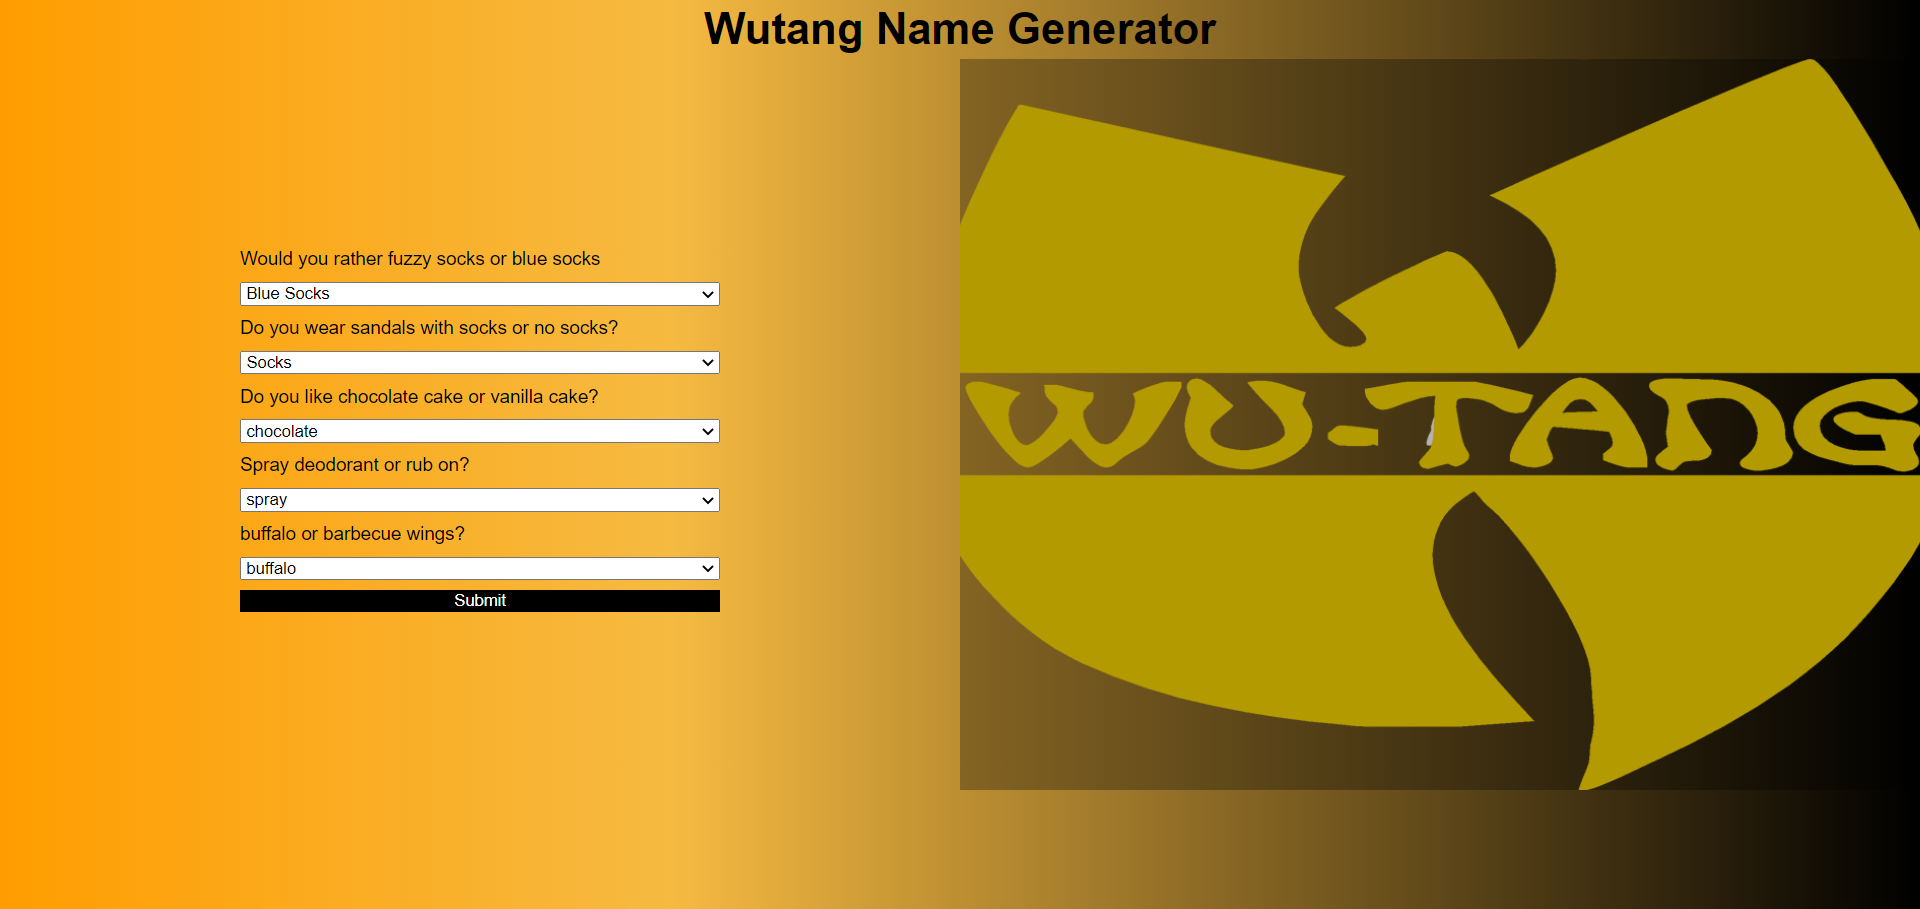 Wutang Name Generator
Would you rather fuzzy socks or blue socks
Blue Socks
Do you wear sandals with socks or no socks?
Socks
Do you like chocolate cake or vanilla cake?
chocolate
Spray deodorant or rub on?
spray
buffalo or barbecue wings?
buffalo
Submit
WU-TANG